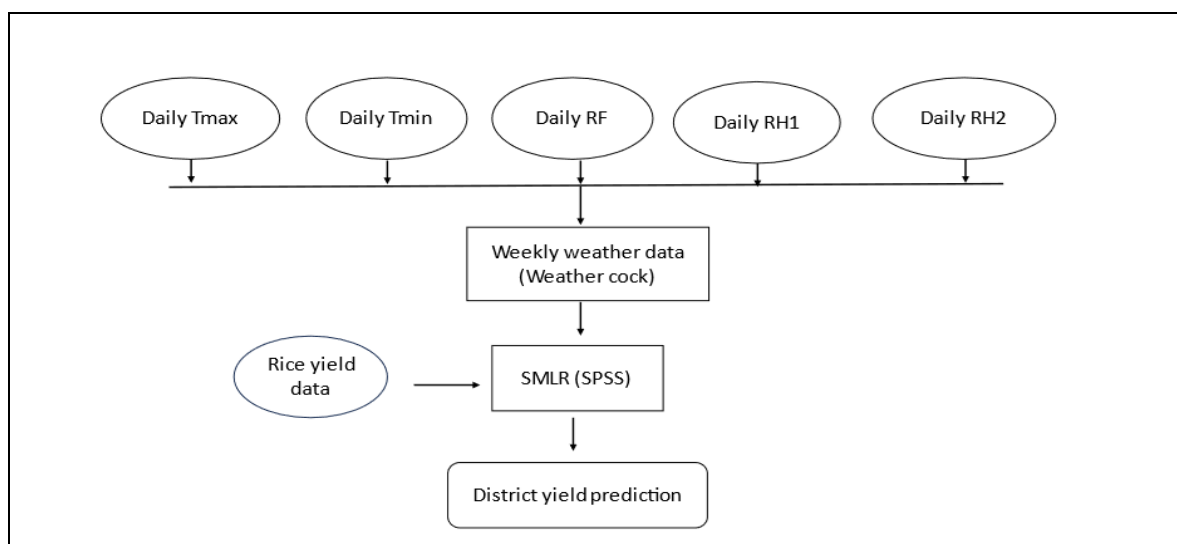 Daily Tmax
Daily Tmin
Daily RF
Daily RH1
Daily RH2
Weekly weather data
(Weather cock)
Rice yield
data
SMLR (SPSS)
District yield prediction